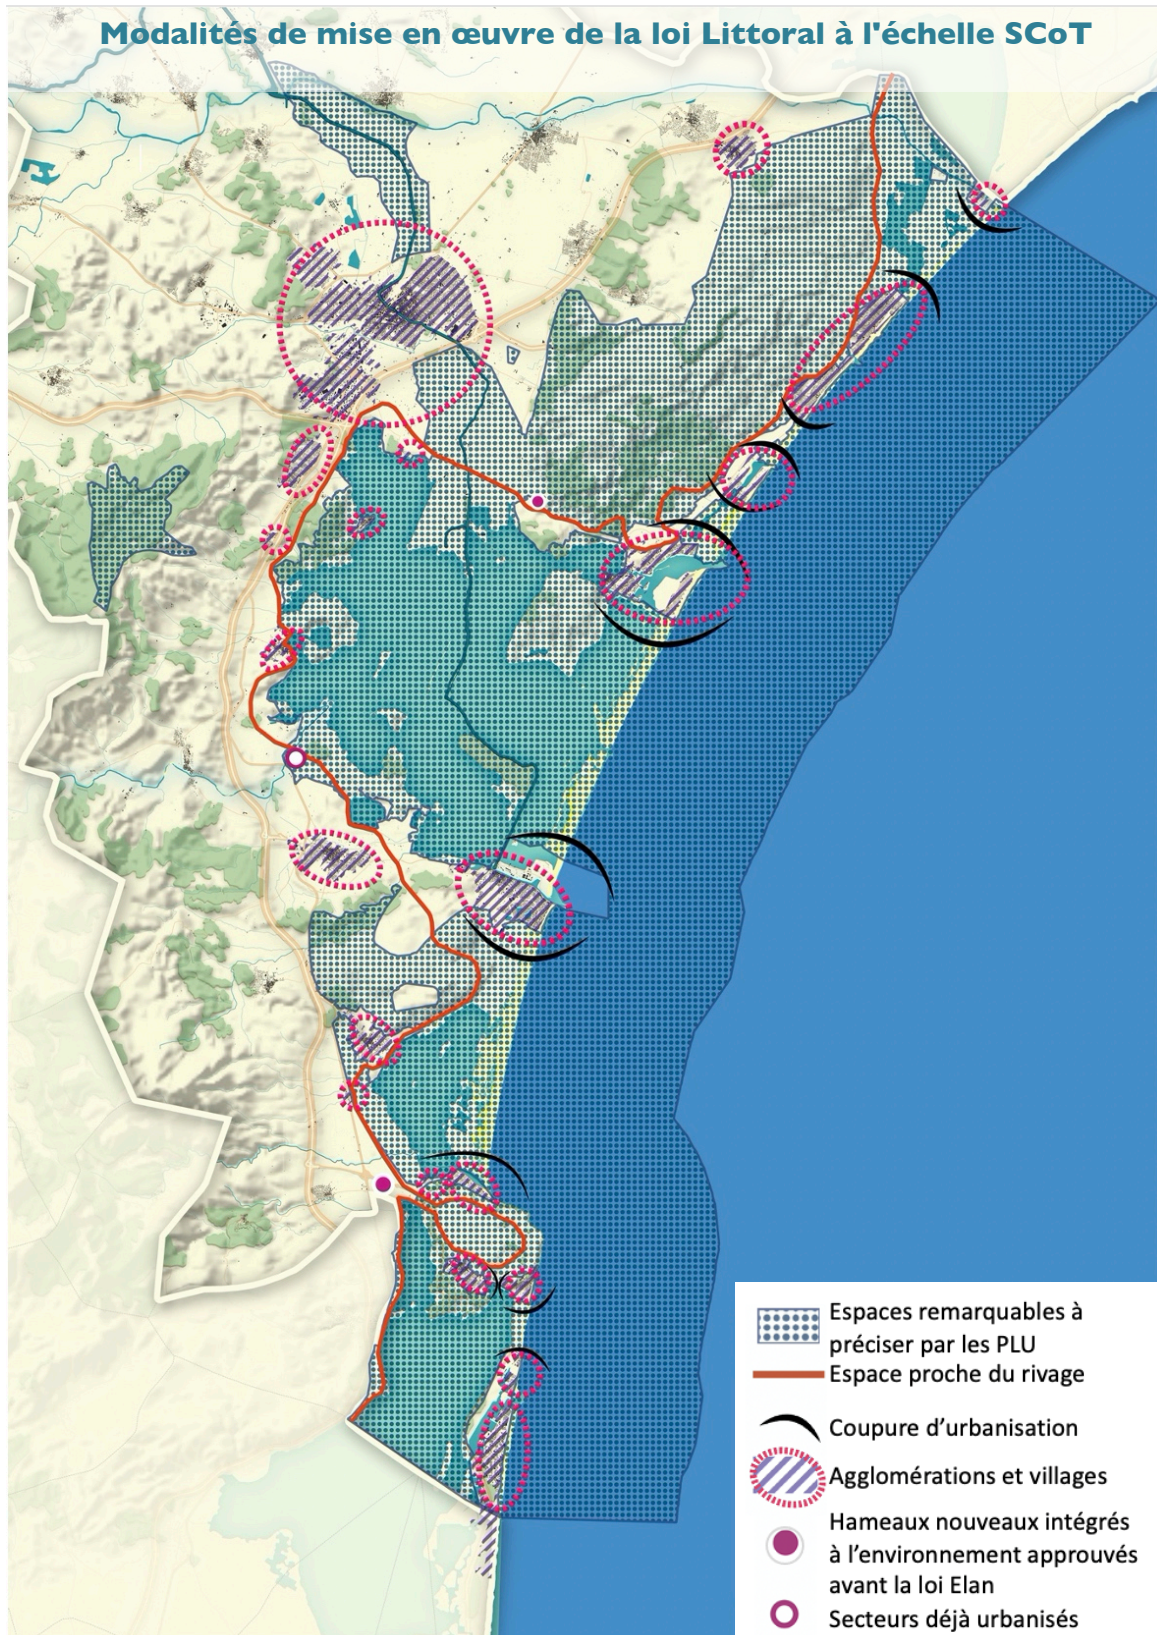 Modalités de mise en œuvre de la loi Littoral à l'échelle SCoT
Espaces remarquables à
préciser par les PLU
Espace proche du rivage
Coupure d’urbanisation
Agglomérations et villages
Hameaux nouveaux intégrés
à l’environnement approuvés
avant la loi Elan
Secteurs déjà urbanisés